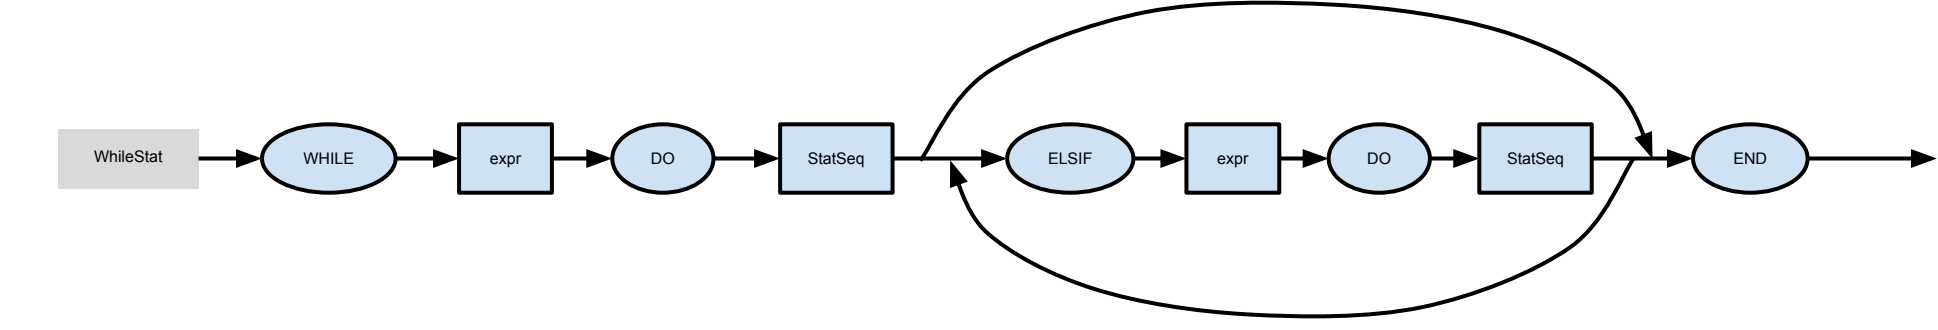 WhileStat
WHILE
expr
DO
StatSeq
ELSIF
expr
DO
StatSeq
END